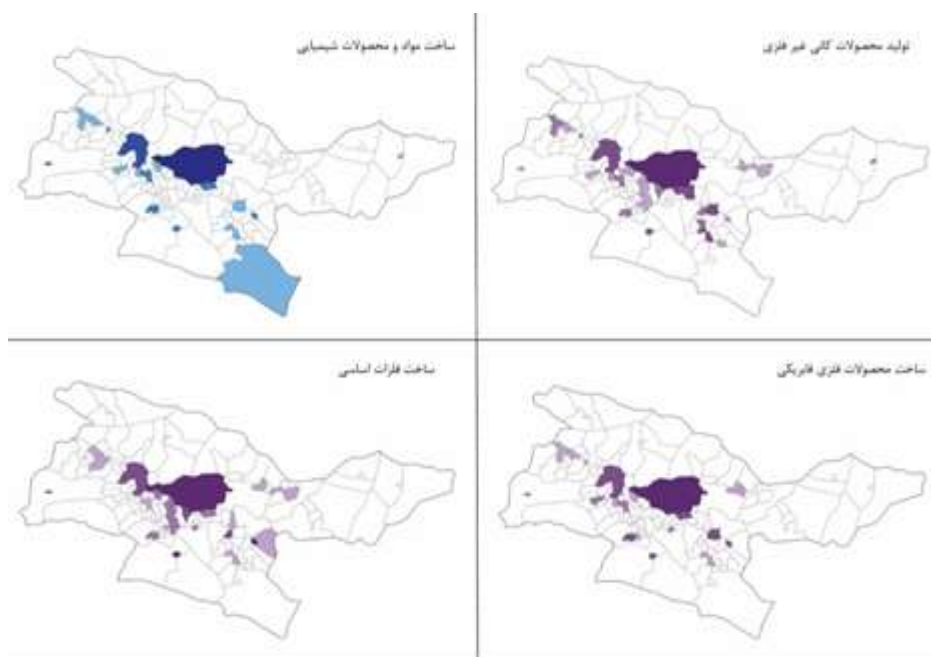 تولید محصولات کانی غیر فلزی
ساخت مواد و محصولات شیمیایی
ساخت محصولات فلزی فابریکی
ساخت فلزات اساسی